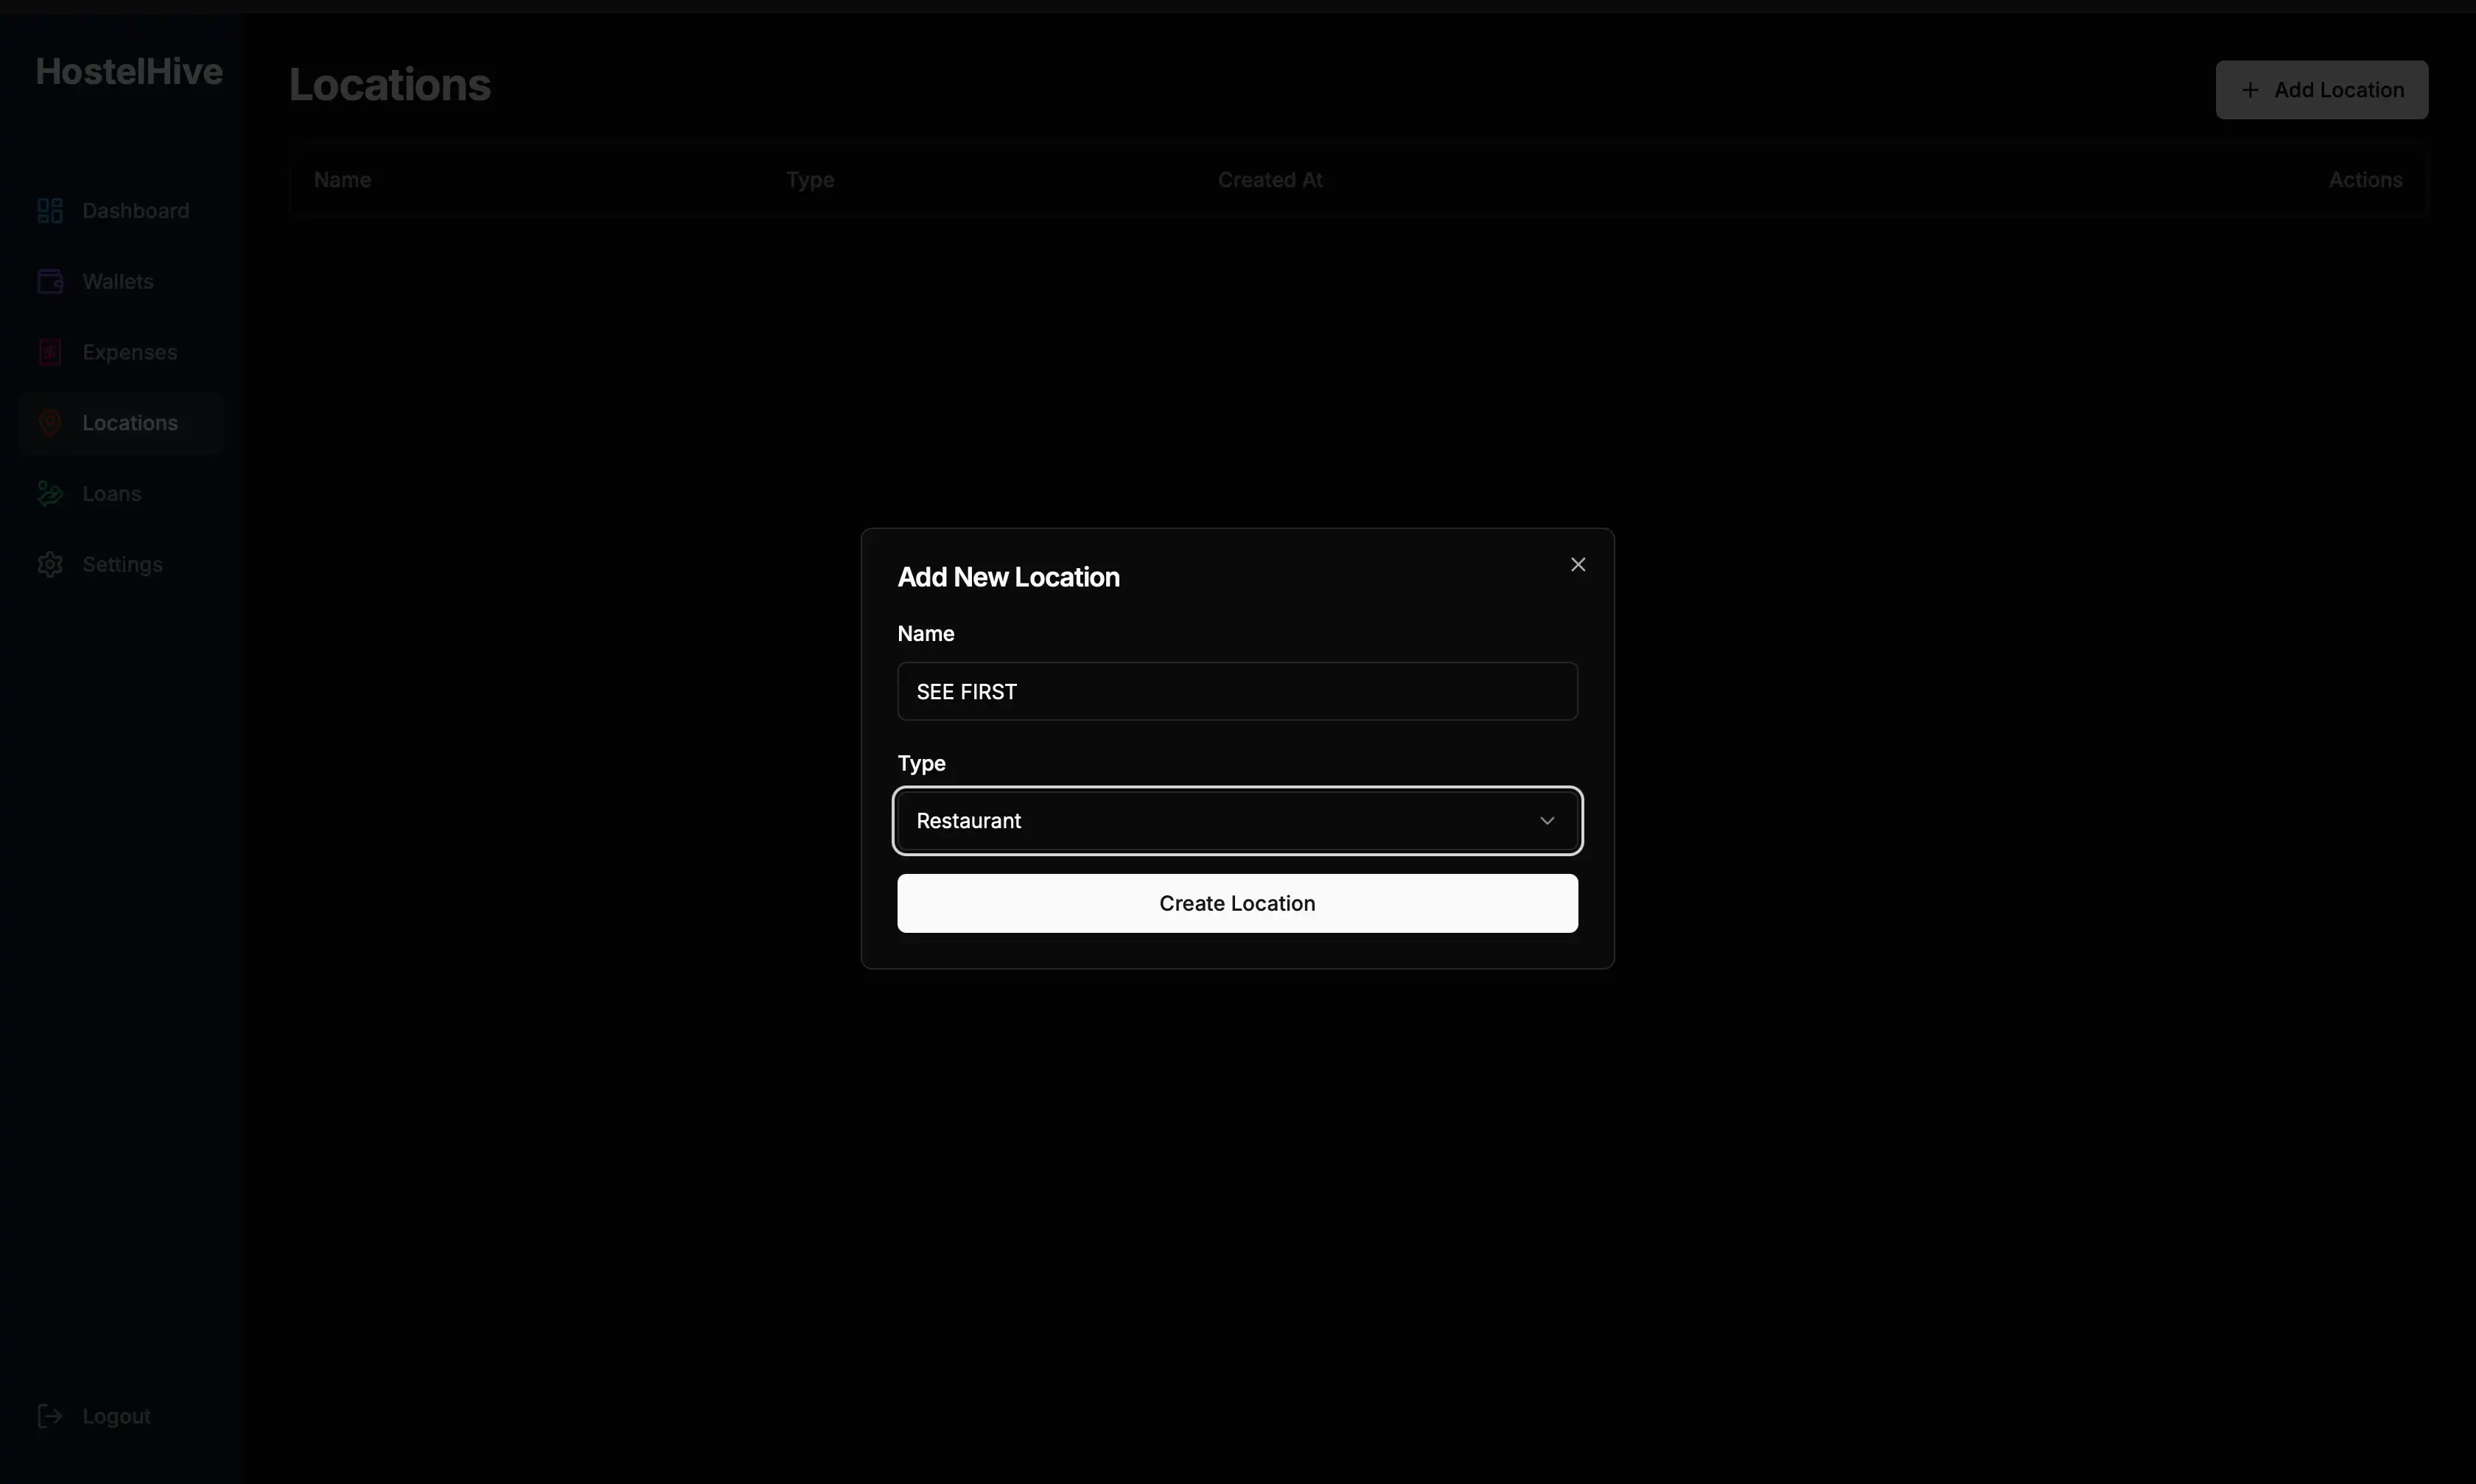 HostelHive
Dashboard
Wallets
Expenses
Locations
Loans
Settings
Logout
Locations
+ Add Location
Name Type Created At Actions
Add New Location
Name
SEE FIRST
Type
Restaurant
Create Location